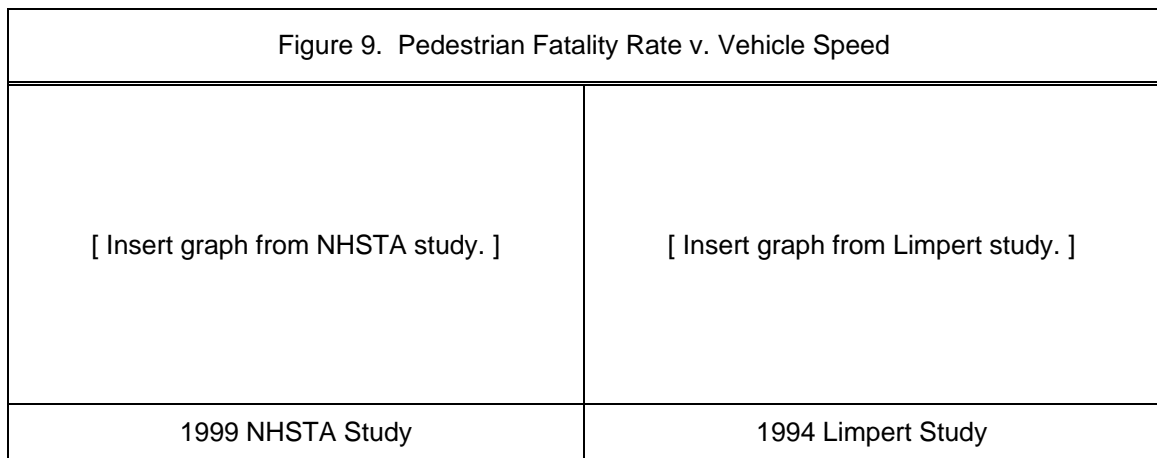 Figure 9. Pedestrian Fatality Rate v. Vehicle Speed
[ Insert graph from NHSTA study. ]
[ Insert graph from Limpert study. ]
1999 NHSTA Study
1994 Limpert Study